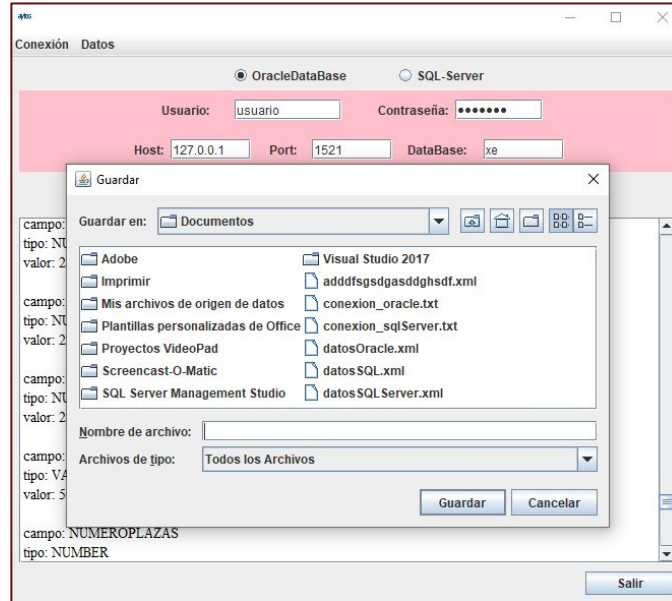 aytos
Conexión Datos
OracleDataBase SQL-Server
Usuario: usuario Contraseña: •••••••
Host: 127.0.0.1 Port: 1521 DataBase: xe
Guardar
Guardar en: Documentos
Adobe
Imprimir
Mis archivos de origen de datos
Plantillas personalizadas de Office
Proyectos VideoPad
Screencast-O-Matic
SQL Server Management Studio
Visual Studio 2017
adddfsgsdgasddghsdf.xml
conexion_oracle.txt
conexion_sqlServer.txt
datosOracle.xml
datosSQL.xml
datosSQLServer.xml
Nombre de archivo:
Archivos de tipo: Todos los Archivos
Guardar Cancelar
campo:
tipo: NU
valor: 2
campo:
tipo: NU
valor: 2
campo:
tipo: NU
valor: 2
campo:
tipo: VA
valor: 5
campo: NUMEROPLAZAS
tipo: NUMBER
Salir